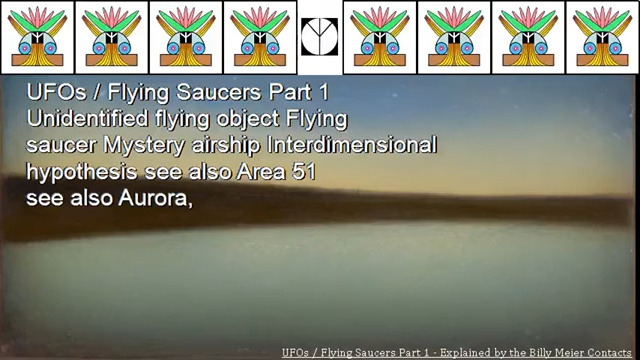 UFOs / Flying Saucers Part 1
Unidentified flying object Flying
saucer Mystery airship Interdimensional
hypothesis see also Area 51
see also Aurora,
UFOs / Flying Saucers Part 1 - Explained by the Billy Meier Contacts